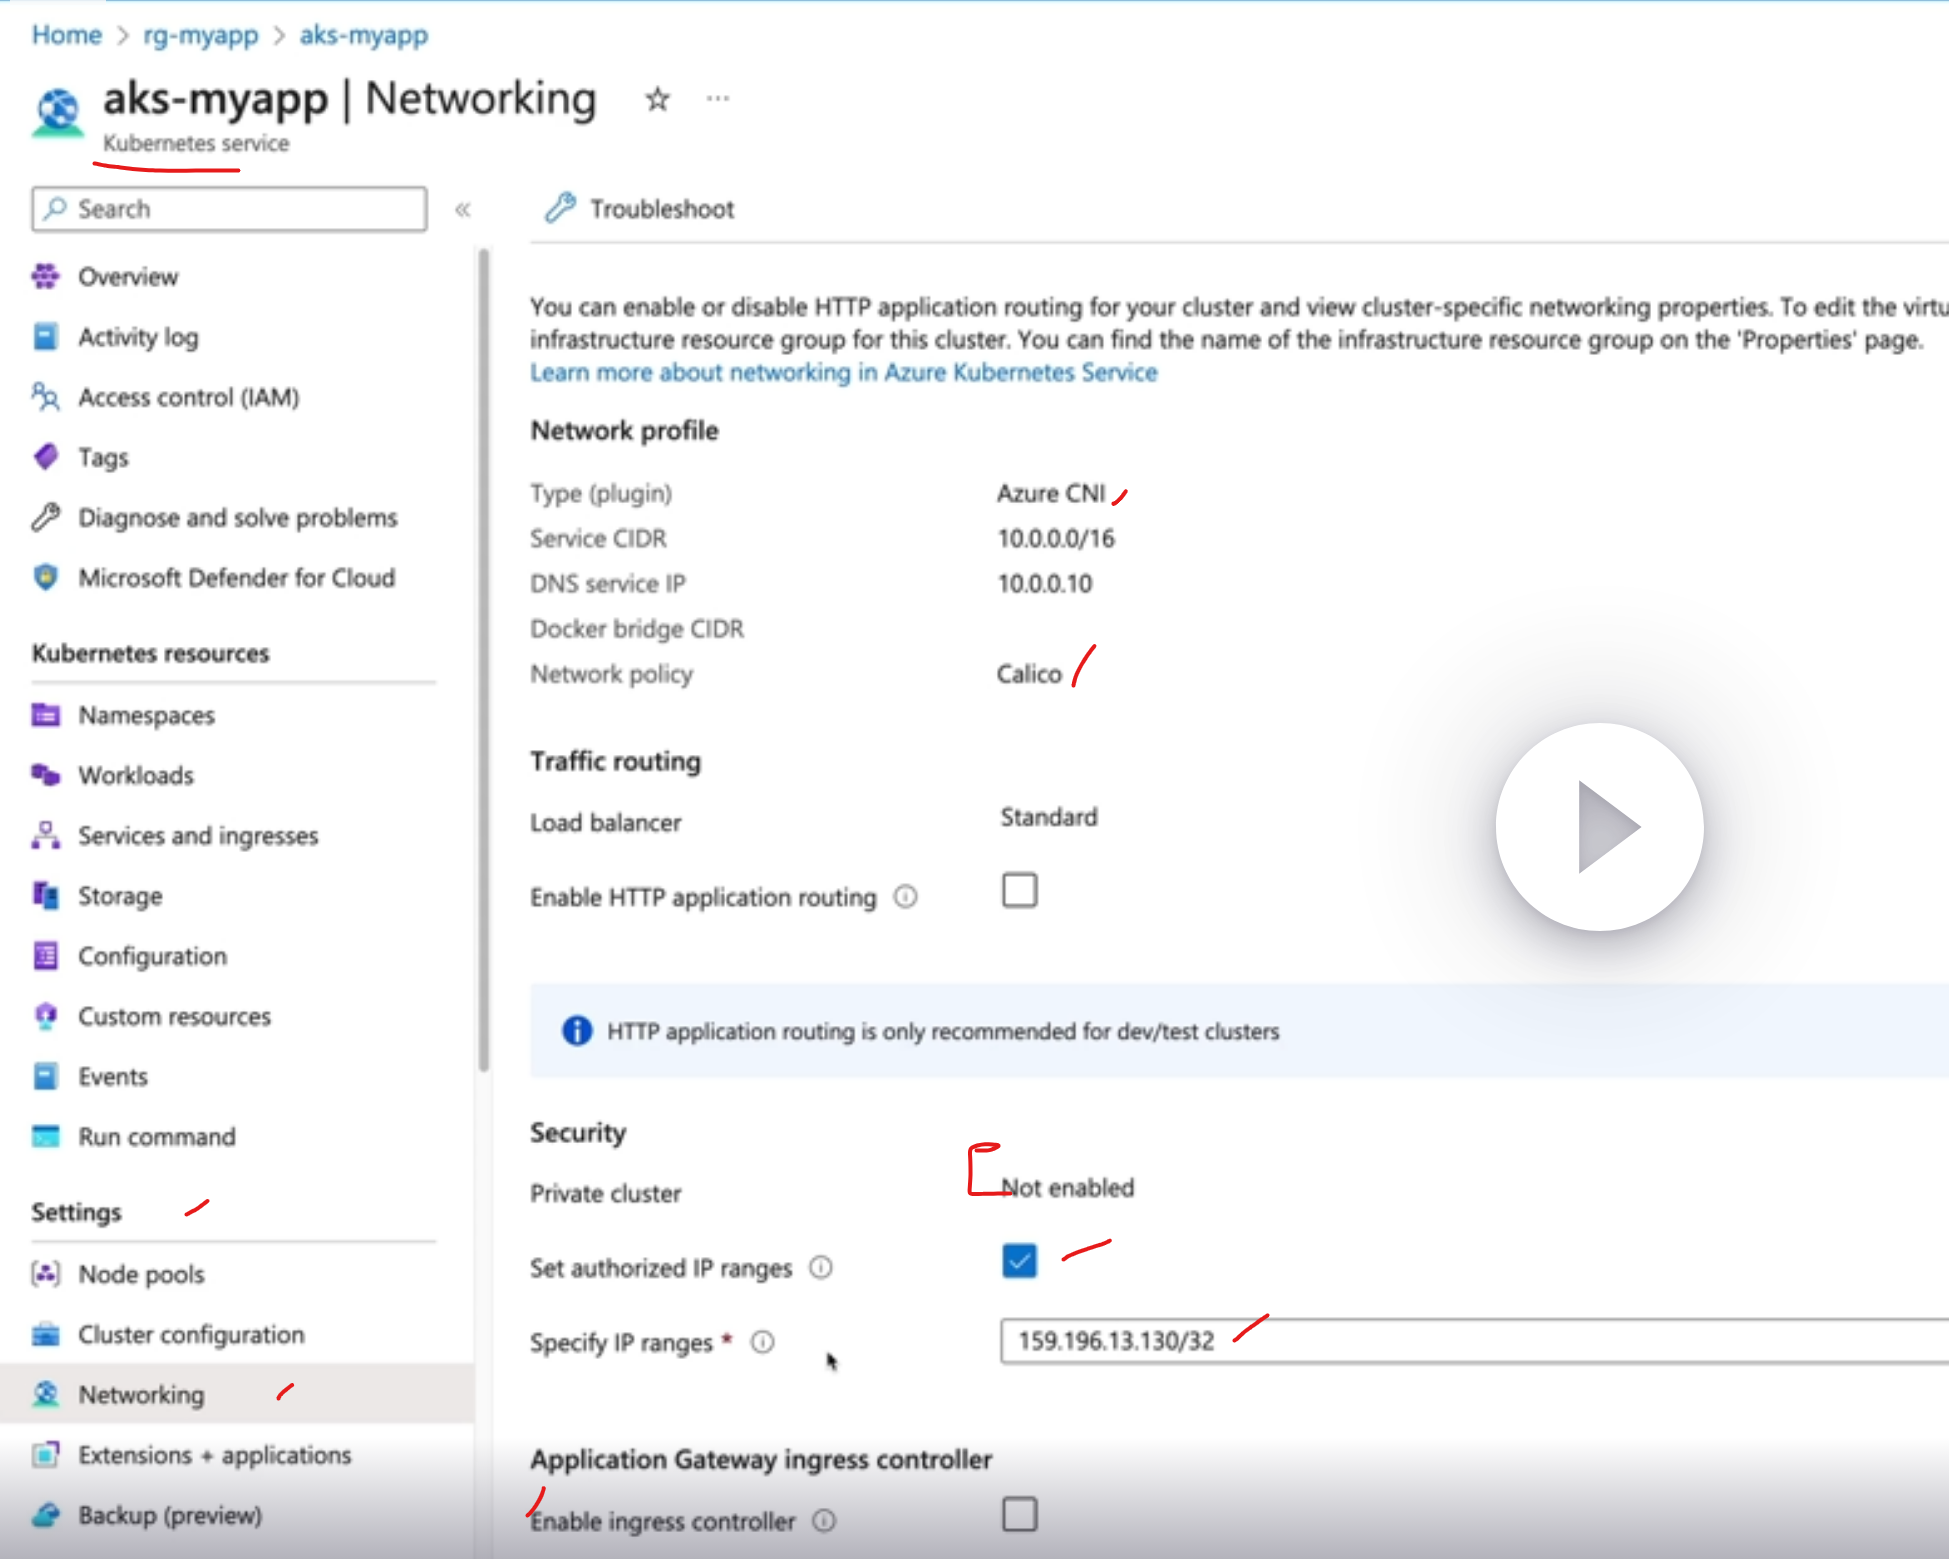 Home > rg-myapp > aks-myapp
aks-myapp | Networking
Kubernetes service
Search
Overview
Activity log
Access control (IAM)
Tags
Diagnose and solve problems
Microsoft Defender for Cloud
Kubernetes resources
Namespaces
Workloads
Services and ingresses
Storage
Configuration
Custom resources
Events
Run command
Settings
Node pools
Cluster configuration
Networking
Extensions + applications
Backup (preview)
Troubleshoot
You can enable or disable HTTP application routing for your cluster and view cluster-specific networking properties. To edit the virtu
infrastructure resource group for this cluster. You can find the name of the infrastructure resource group on the 'Properties' page.
Learn more about networking in Azure Kubernetes Service
Network profile
Type (plugin) Azure CNI
Service CIDR 10.0.0.0/16
DNS service IP 10.0.0.10
Docker bridge CIDR
Network policy Calico
Traffic routing
Load balancer Standard
Enable HTTP application routing
HTTP application routing is only recommended for dev/test clusters
Security
Private cluster Not enabled
Set authorized IP ranges
Specify IP ranges * 159.196.13.130/32
Application Gateway ingress controller
Enable ingress controller